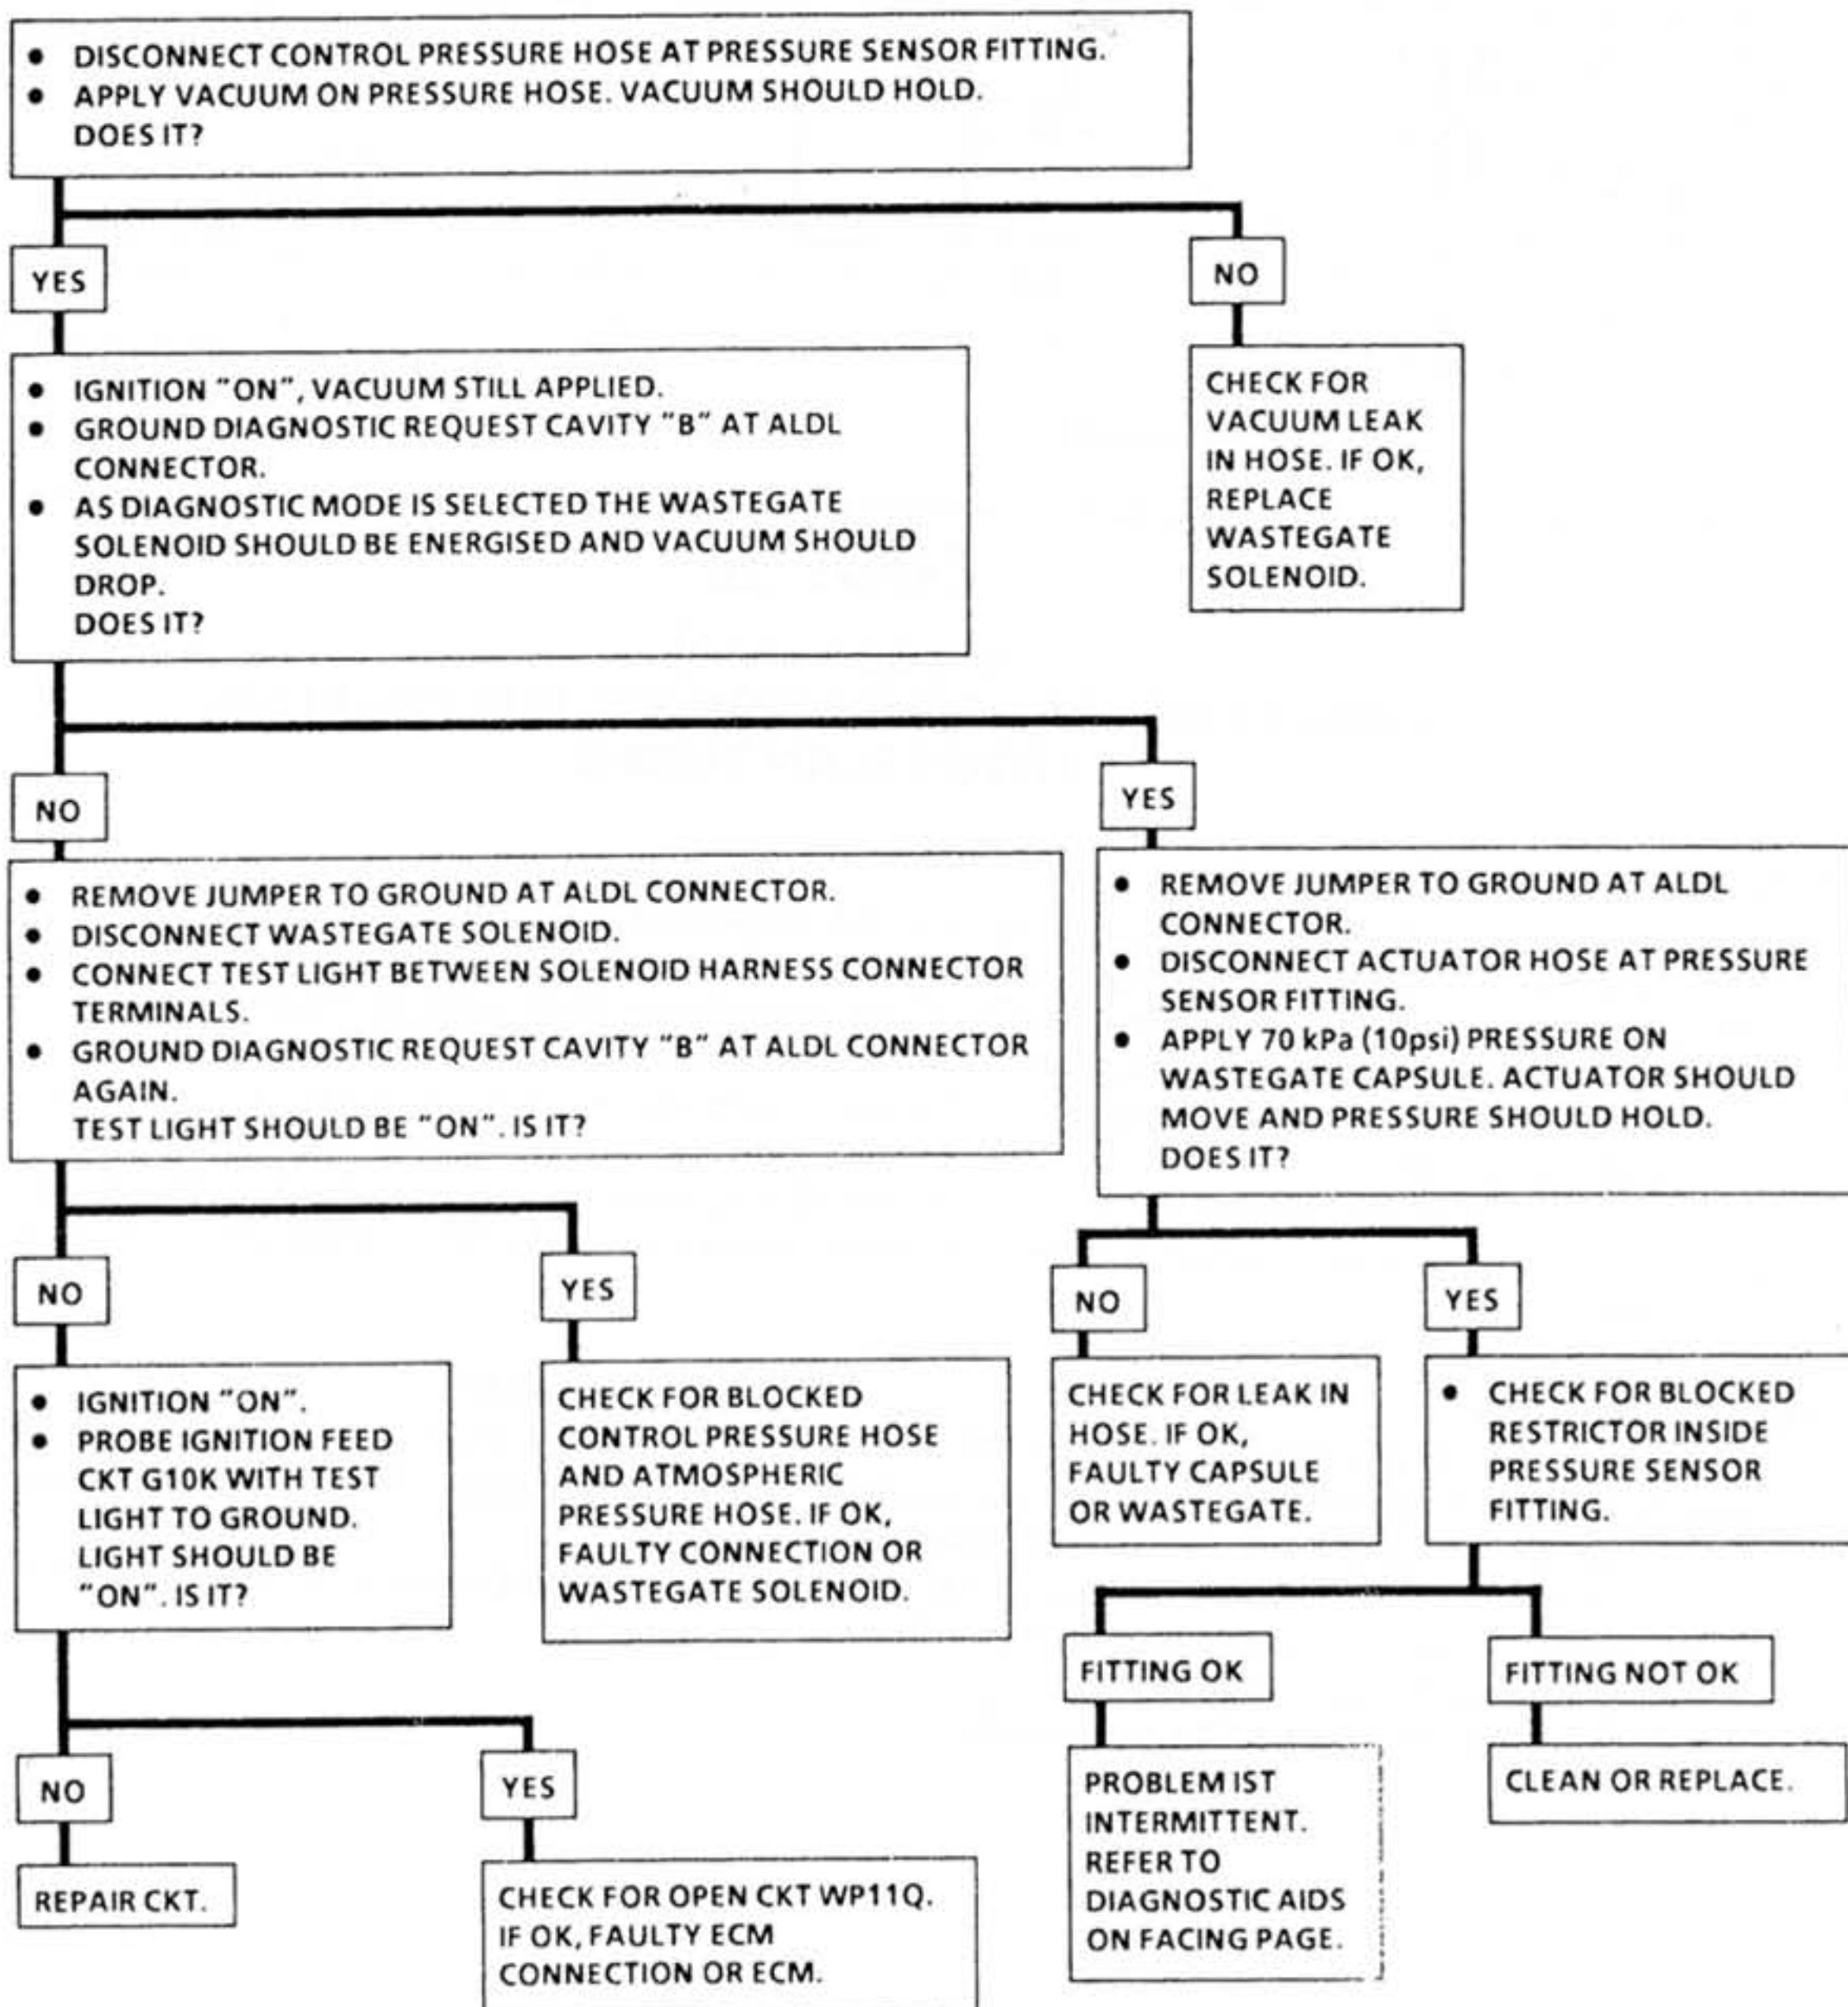 • DISCONNECT CONTROL PRESSURE HOSE AT PRESSURE SENSOR FITTING.
• APPLY VACUUM ON PRESSURE HOSE. VACUUM SHOULD HOLD.
DOES IT?
YES
NO
• IGNITION "ON", VACUUM STILL APPLIED.
• GROUND DIAGNOSTIC REQUEST CAVITY "B" AT ALDL
CONNECTOR.
• AS DIAGNOSTIC MODE IS SELECTED THE WASTEGATE
SOLENOID SHOULD BE ENERGISED AND VACUUM SHOULD
DROP.
DOES IT?
CHECK FOR
VACUUM LEAK
IN HOSE. IF OK,
REPLACE
WASTEGATE
SOLENOID.
NO
YES
• REMOVE JUMPER TO GROUND AT ALDL CONNECTOR.
• DISCONNECT WASTEGATE SOLENOID.
• CONNECT TEST LIGHT BETWEEN SOLENOID HARNESS CONNECTOR
TERMINALS.
• GROUND DIAGNOSTIC REQUEST CAVITY "B" AT ALDL CONNECTOR
AGAIN.
TEST LIGHT SHOULD BE "ON". IS IT?
• REMOVE JUMPER TO GROUND AT ALDL
CONNECTOR.
• DISCONNECT ACTUATOR HOSE AT PRESSURE
SENSOR FITTING.
• APPLY 70 kPa (10psi) PRESSURE ON
WASTEGATE CAPSULE. ACTUATOR SHOULD
MOVE AND PRESSURE SHOULD HOLD.
DOES IT?
NO
YES
NO
YES
• IGNITION "ON".
• PROBE IGNITION FEED
CKT G10K WITH TEST
LIGHT TO GROUND.
LIGHT SHOULD BE
"ON". IS IT?
CHECK FOR BLOCKED
CONTROL PRESSURE HOSE
AND ATMOSPHERIC
PRESSURE HOSE. IF OK,
FAULTY CONNECTION OR
WASTEGATE SOLENOID.
CHECK FOR LEAK IN
HOSE. IF OK,
FAULTY CAPSULE
OR WASTEGATE.
• CHECK FOR BLOCKED
RESTRICTOR INSIDE
PRESSURE SENSOR
FITTING.
FITTING OK
FITTING NOT OK
NO
YES
PROBLEM IST
INTERMITTENT.
REFER TO
DIAGNOSTIC AIDS
ON FACING PAGE.
CLEAN OR REPLACE.
REPAIR CKT.
CHECK FOR OPEN CKT WP11Q.
IF OK, FAULTY ECM
CONNECTION OR ECM.